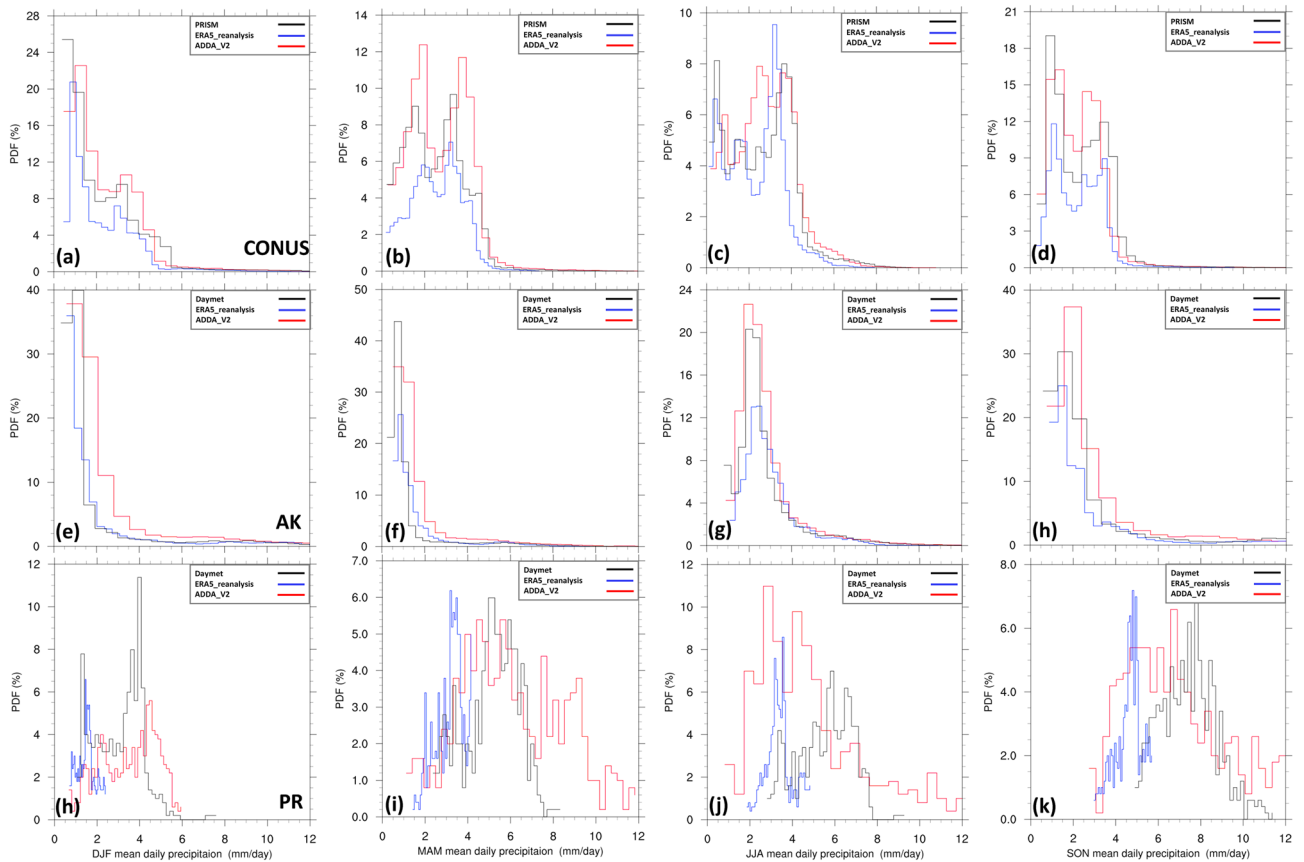 28
24
20
16
12
8
4
0
PDF (%)
PRISM
ERA5_reanalysis
ADDA_V2
(a)
CONUS
14
12
10
8
6
4
2
0
PDF (%)
PRISM
ERA5_reanalysis
ADDA_V2
(b)
10
8
6
4
2
0
PDF (%)
PRISM
ERA5_reanalysis
ADDA_V2
(c)
21
18
15
12
9
6
3
0
PDF (%)
PRISM
ERA5_reanalysis
ADDA_V2
(d)
40
30
20
10
0
PDF (%)
Daymet
ERA5_reanalysis
ADDA_V2
(e)
AK
50
40
30
20
10
0
PDF (%)
Daymet
ERA5_reanalysis
ADDA_V2
(f)
24
20
16
12
8
4
0
PDF (%)
Daymet
ERA5_reanalysis
ADDA_V2
(g)
40
30
20
10
0
PDF (%)
Daymet
ERA5_reanalysis
ADDA_V2
(h)
12
10
8
6
4
2
0
PDF (%)
Daymet
ERA5_reanalysis
ADDA_V2
(h)
PR
0 2 4 6 8 10 12
DJF mean daily precipitaion (mm/day)
7.0
6.0
5.0
4.0
3.0
2.0
1.0
0.0
PDF (%)
Daymet
ERA5_reanalysis
ADDA_V2
(i)
0 2 4 6 8 10 12
MAM mean daily precipitaion (mm/day)
12
10
8
6
4
2
0
PDF (%)
Daymet
ERA5_reanalysis
ADDA_V2
(j)
0 2 4 6 8 10 12
JJA mean daily precipitaion (mm/day)
8.0
6.0
4.0
2.0
0.0
PDF (%)
Daymet
ERA5_reanalysis
ADDA_V2
(k)
0 2 4 6 8 10 12
SON mean daily precipitaion (mm/day)